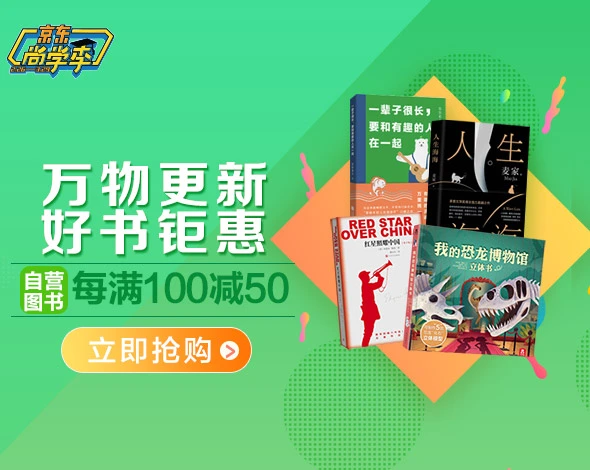 京东
尚学季
万物更新
好书钜惠
自营
图书
每满100减50
立即抢购
一辈子很长，
要和有趣的人
在一起
人生
海海
麦家
RED STAR
OVER CHINA
红星照耀中国
我的恐龙博物馆
立体书